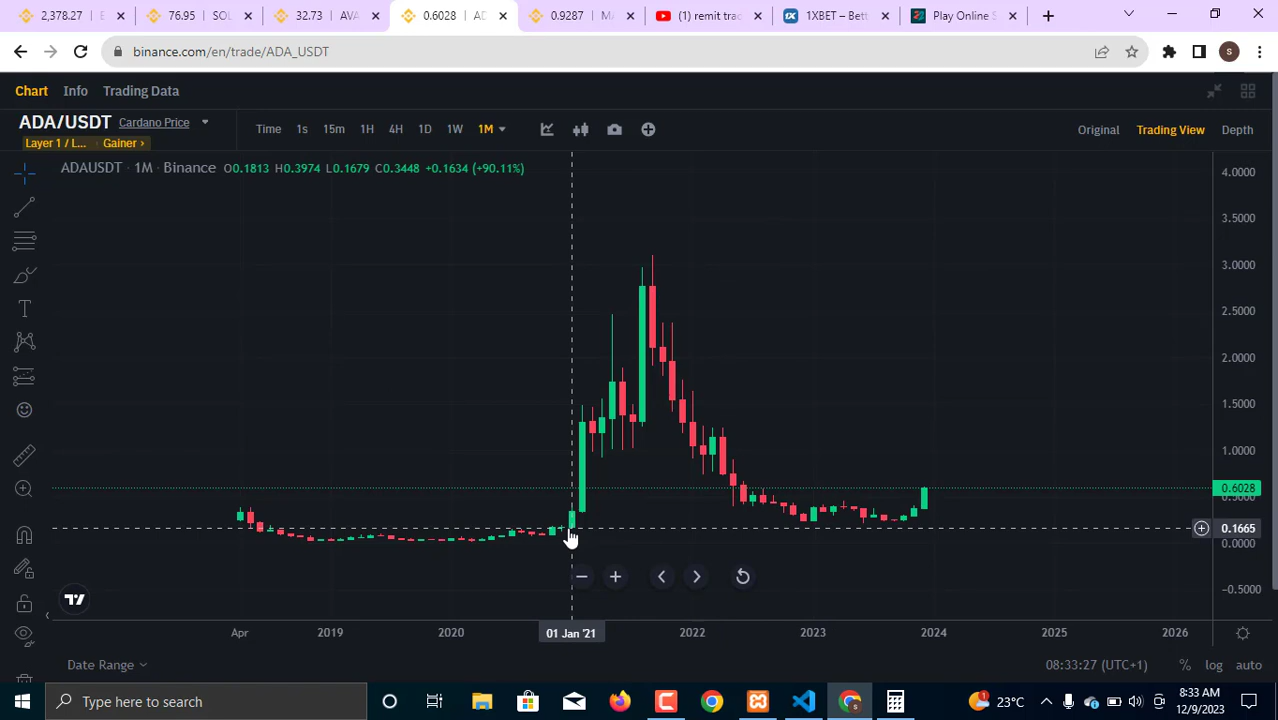 2,378.27 | E
76.95 | SOL
32.73 | AVA
0.6028 | AD
0.9287 | MA
(1) remit trac
1XBET – Bett
Play Online S
binance.com/en/trade/ADA_USDT
S
Chart Info Trading Data
ADA/USDT Cardano Price
Layer 1 / L... Gainer ›
Time 1s 15m 1H 4H 1D 1W 1M
Original Trading View Depth
ADAUSDT · 1M · Binance O0.1813 H0.3974 L0.1679 C0.3448 +0.1634 (+90.11%)
4.0000
3.5000
3.0000
2.5000
2.0000
1.5000
1.0000
0.6028
0.5000
0.1665
0.0000
−0.5000
Apr 2019 2020 01 Jan '21 2022 2023 2024 2025 2026
Date Range
08:33:27 (UTC+1) % log auto
Type here to search
1
23°C
8:33 AM
12/9/2023